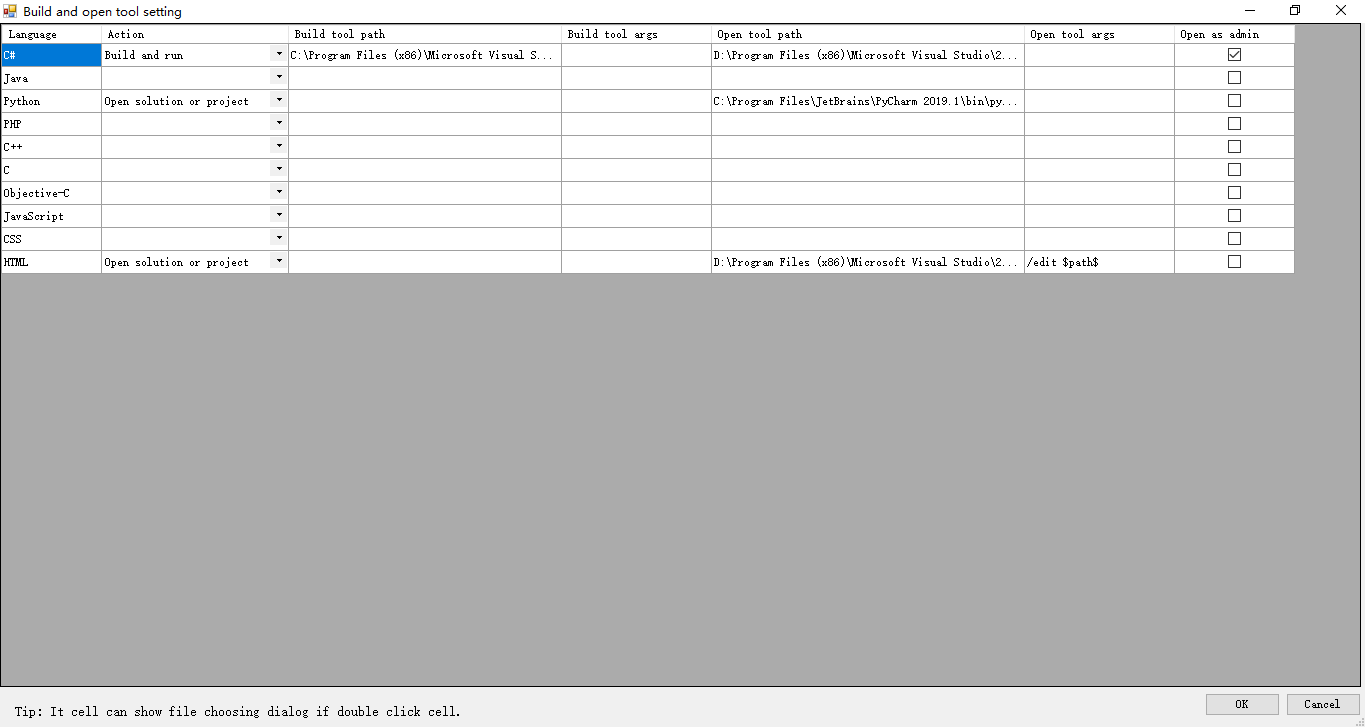 Build and open tool setting
Language Action Build tool path Build tool args Open tool path Open tool args Open as admin
C# Build and run C:\Program Files (x86)\Microsoft Visual S... D:\Program Files (x86)\Microsoft Visual Studio\2...
Java
Python Open solution or project C:\Program Files\JetBrains\PyCharm 2019.1\bin\py...
PHP
C++
C
Objective-C
JavaScript
CSS
HTML Open solution or project D:\Program Files (x86)\Microsoft Visual Studio\2... /edit $path$
Tip: It cell can show file choosing dialog if double click cell.
OK Cancel